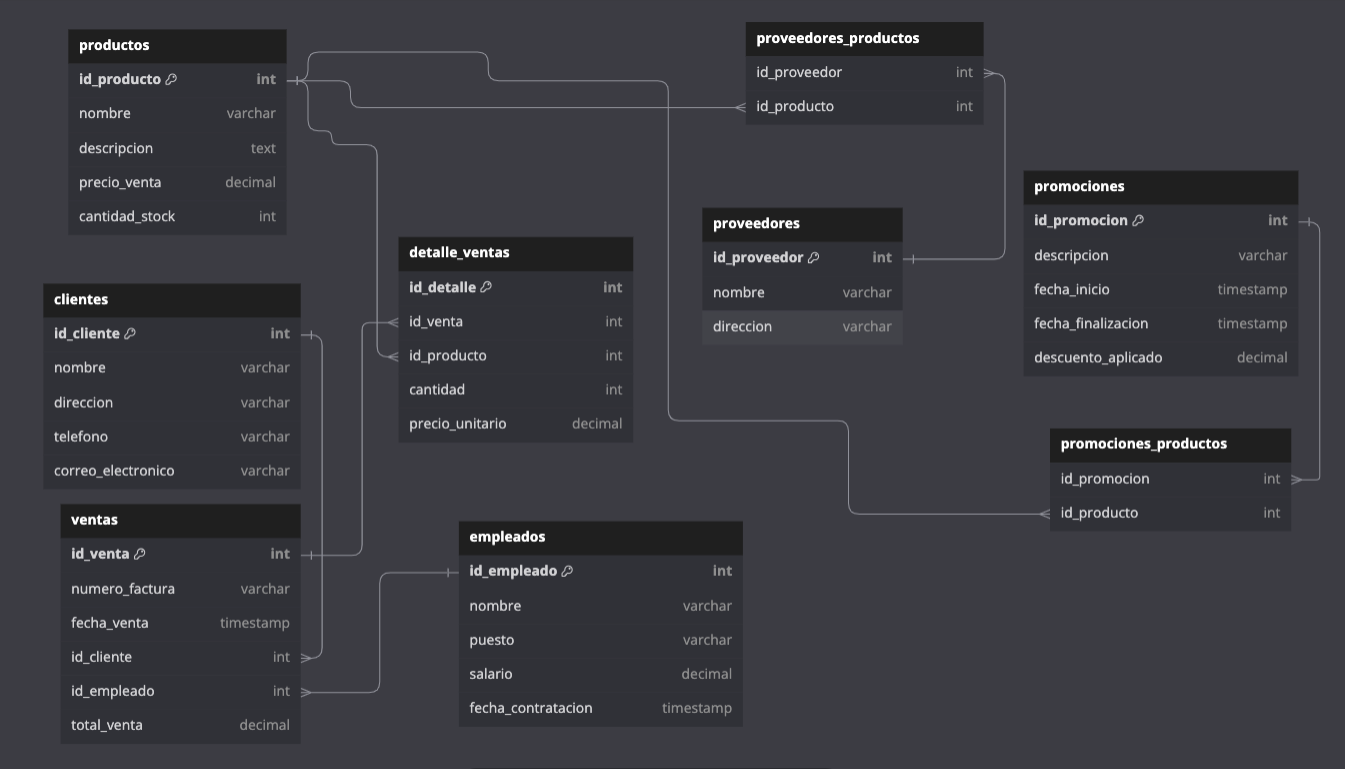 productos
id_producto int
nombre varchar
descripcion text
precio_venta decimal
cantidad_stock int
proveedores_productos
id_proveedor int
id_producto int
promociones
id_promocion int
descripcion varchar
fecha_inicio timestamp
fecha_finalizacion timestamp
descuento_aplicado decimal
proveedores
id_proveedor int
nombre varchar
direccion varchar
detalle_ventas
id_detalle int
id_venta int
id_producto int
cantidad int
precio_unitario decimal
clientes
id_cliente int
nombre varchar
direccion varchar
telefono varchar
correo_electronico varchar
promociones_productos
id_promocion int
id_producto int
ventas
id_venta int
numero_factura varchar
fecha_venta timestamp
id_cliente int
id_empleado int
total_venta decimal
empleados
id_empleado int
nombre varchar
puesto varchar
salario decimal
fecha_contratacion timestamp